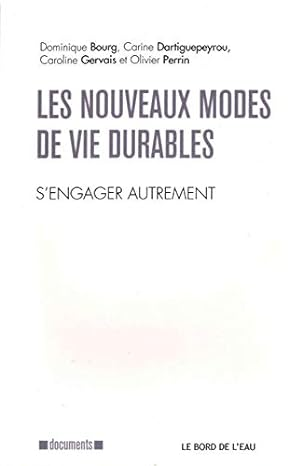 Dominique Bourg, Carine Dartiguepeyrou,
Caroline Gervais et Olivier Perrin
LES NOUVEAUX MODES
DE VIE DURABLES
S'ENGAGER AUTREMENT
documents
LE BORD DE L'EAU